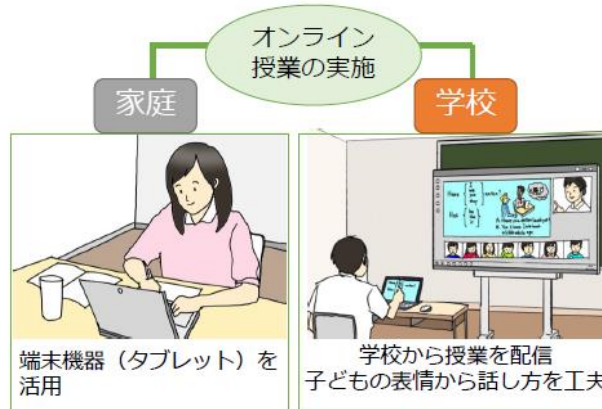 オンライン
授業の実施
家庭
学校
端末機器（タブレット）を
活用
学校から授業を配信
子どもの表情から話し方を工夫